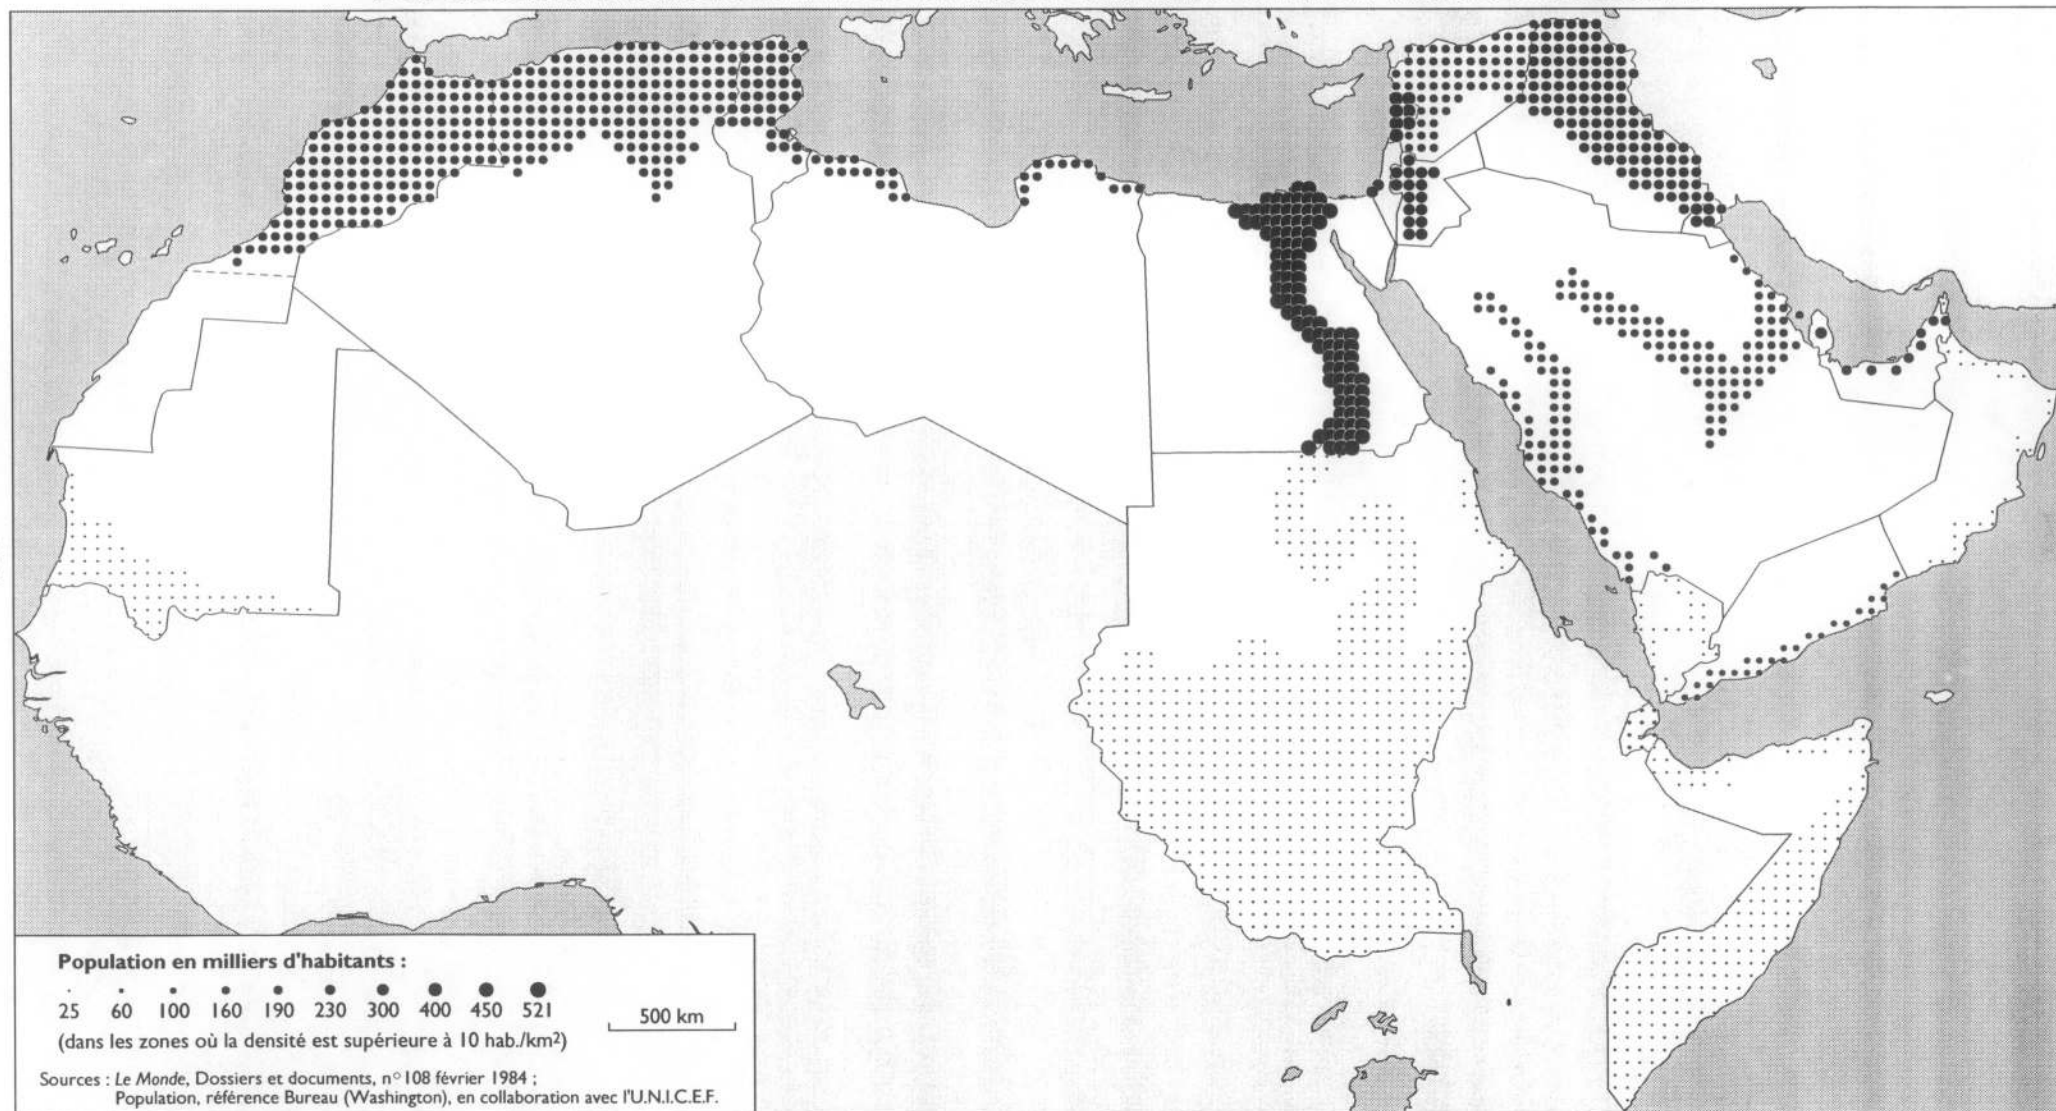 Population en milliers d'habitants :
25 60 100 160 190 230 300 400 450 521
(dans les zones où la densité est supérieure à 10 hab./km²)
500 km
Sources : Le Monde, Dossiers et documents, n° 108 février 1984 ;
Population, référence Bureau (Washington), en collaboration avec l'U.N.I.C.E.F.